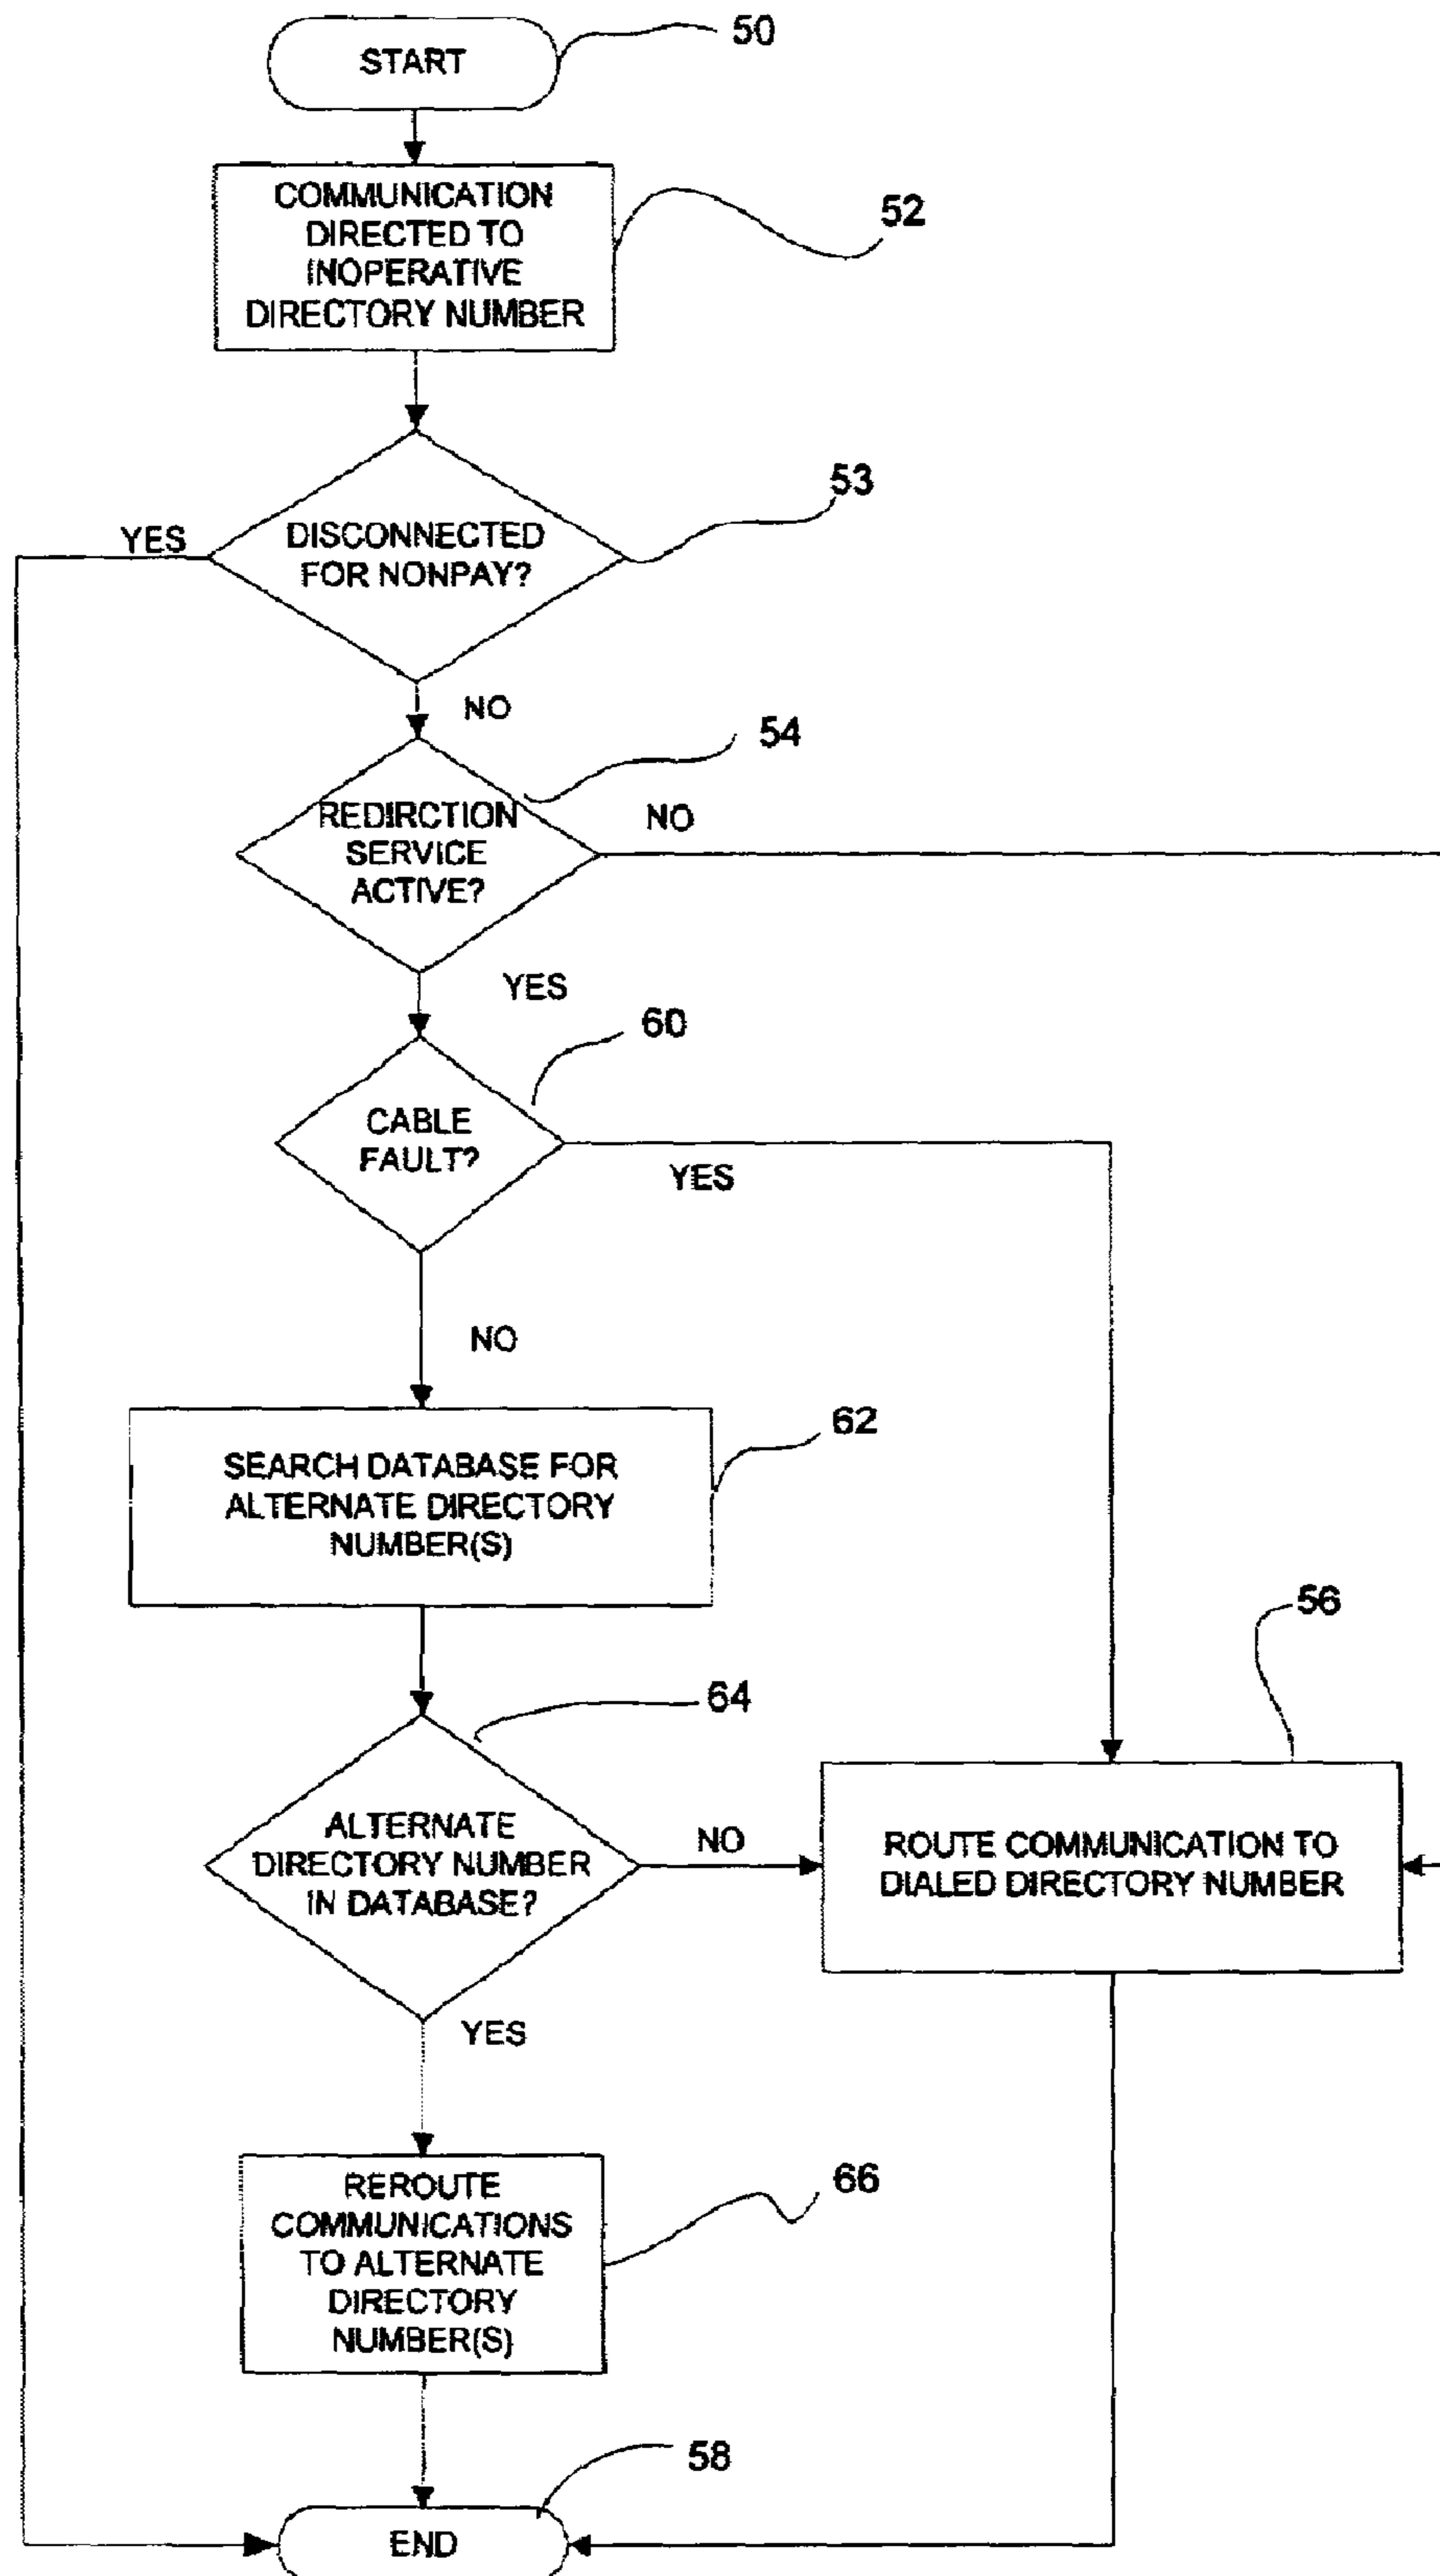 START
50
COMMUNICATION
DIRECTED TO
INOPERATIVE
DIRECTORY NUMBER
52
DISCONNECTED
FOR NONPAY?
53
YES
NO
REDIRCTION
SERVICE
ACTIVE?
54
NO
YES
CABLE
FAULT?
60
YES
NO
SEARCH DATABASE FOR
ALTERNATE DIRECTORY
NUMBER(S)
62
ALTERNATE
DIRECTORY NUMBER
IN DATABASE?
64
NO
ROUTE COMMUNICATION TO
DIALED DIRECTORY NUMBER
56
YES
REROUTE
COMMUNICATIONS
TO ALTERNATE
DIRECTORY
NUMBER(S)
66
END
58